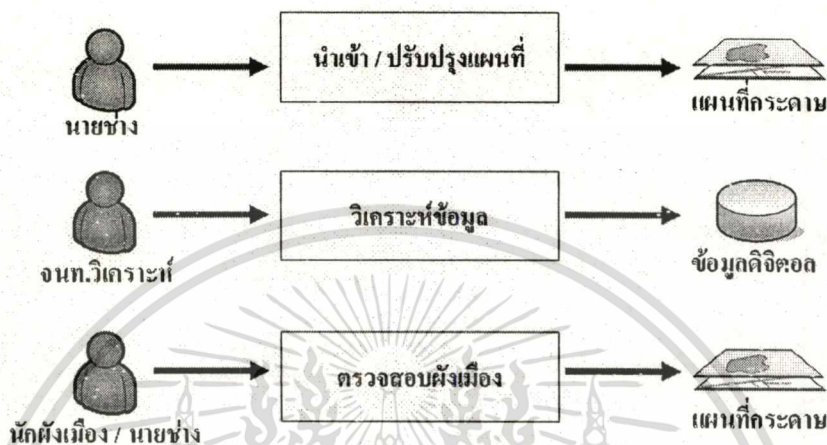 นำเข้า / ปรับปรุงแผนที่
นายช่าง
แผนที่กระดาษ
วิเคราะห์ข้อมูล
จนท.วิเคราะห์
ข้อมูลดิจิตอล
ตรวจสอบผังเมือง
นักผังเมือง / นายช่าง
แผนที่กระดาษ